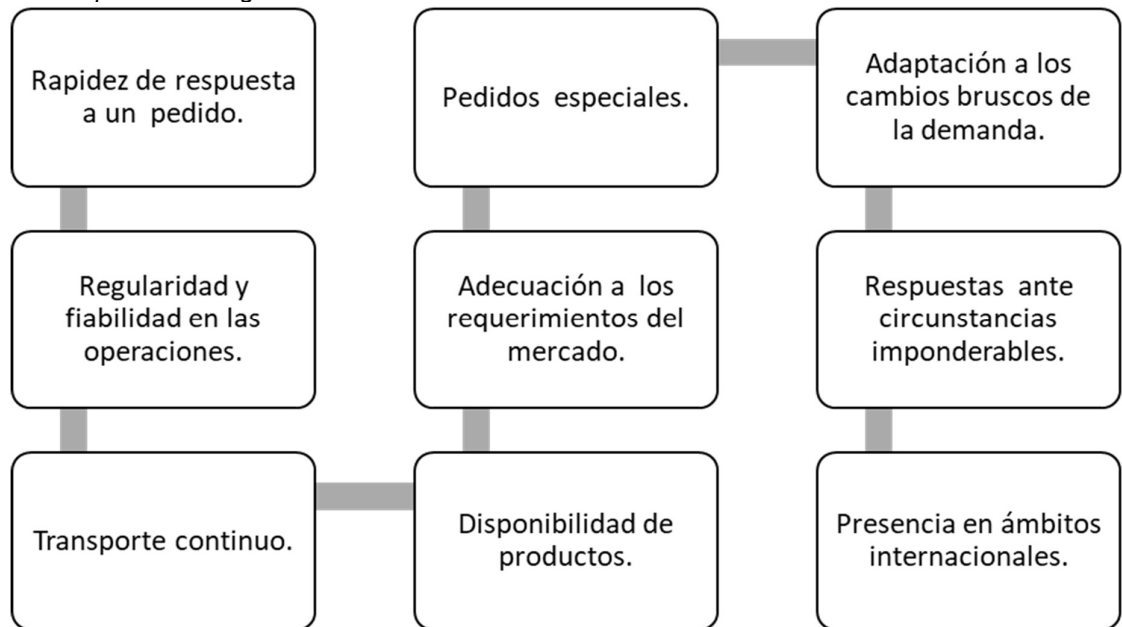 Rapidez de respuesta
a un pedido.
Regularidad y
fiabilidad en las
operaciones.
Transporte continuo.
Disponibilidad de
productos.
Adecuación a los
requerimientos del
mercado.
Pedidos especiales.
Adaptación a los
cambios bruscos de
la demanda.
Respuestas ante
circunstancias
imponderables.
Presencia en ámbitos
internacionales.